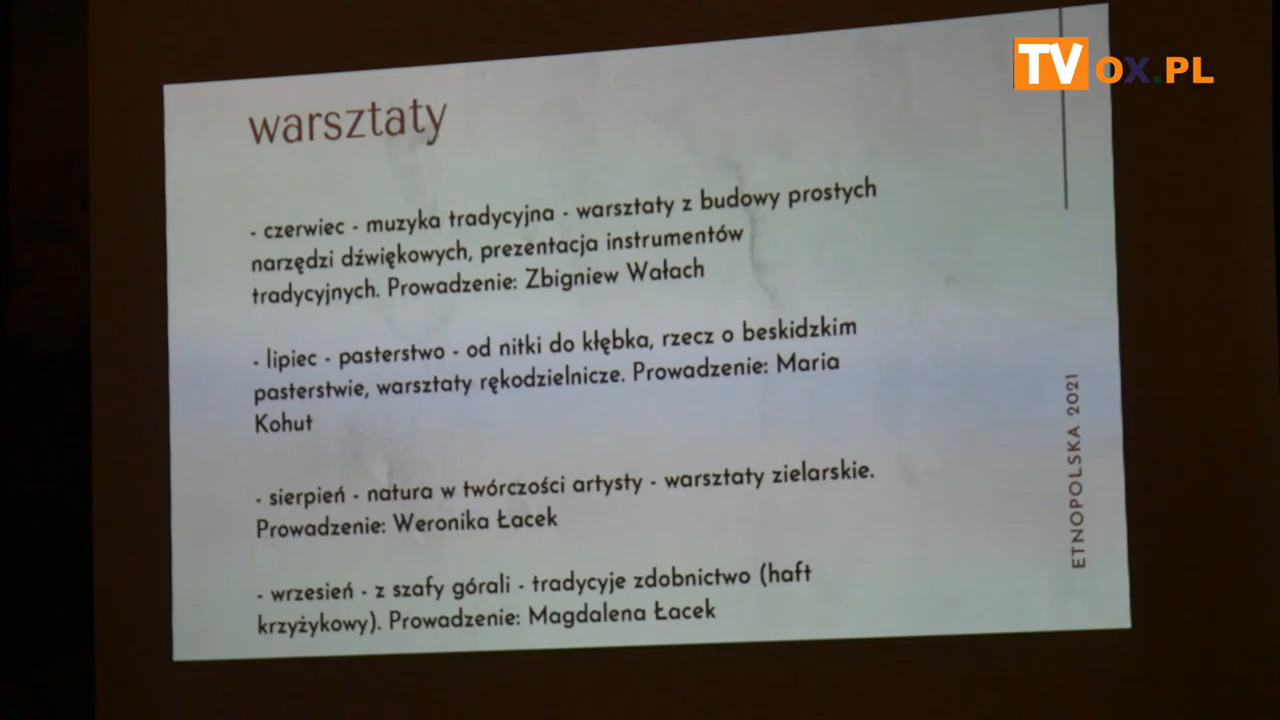 TVOX.PL
warsztaty
- czerwiec - muzyka tradycyjna - warsztaty z budowy prostych
narzędzi dźwiękowych, prezentacja instrumentów
tradycyjnych. Prowadzenie: Zbigniew Wałach
- lipiec - pasterstwo - od nitki do kłębka, rzecz o beskidzkim
pasterstwie, warsztaty rękodzielnicze. Prowadzenie: Maria
Kohut
- sierpień - natura w twórczości artysty - warsztaty zielarskie.
Prowadzenie: Weronika Łacek
- wrzesień - z szafy górali - tradycyje zdobnictwo (haft
krzyżykowy). Prowadzenie: Magdalena Łacek
ETNOPOLSKA 2021